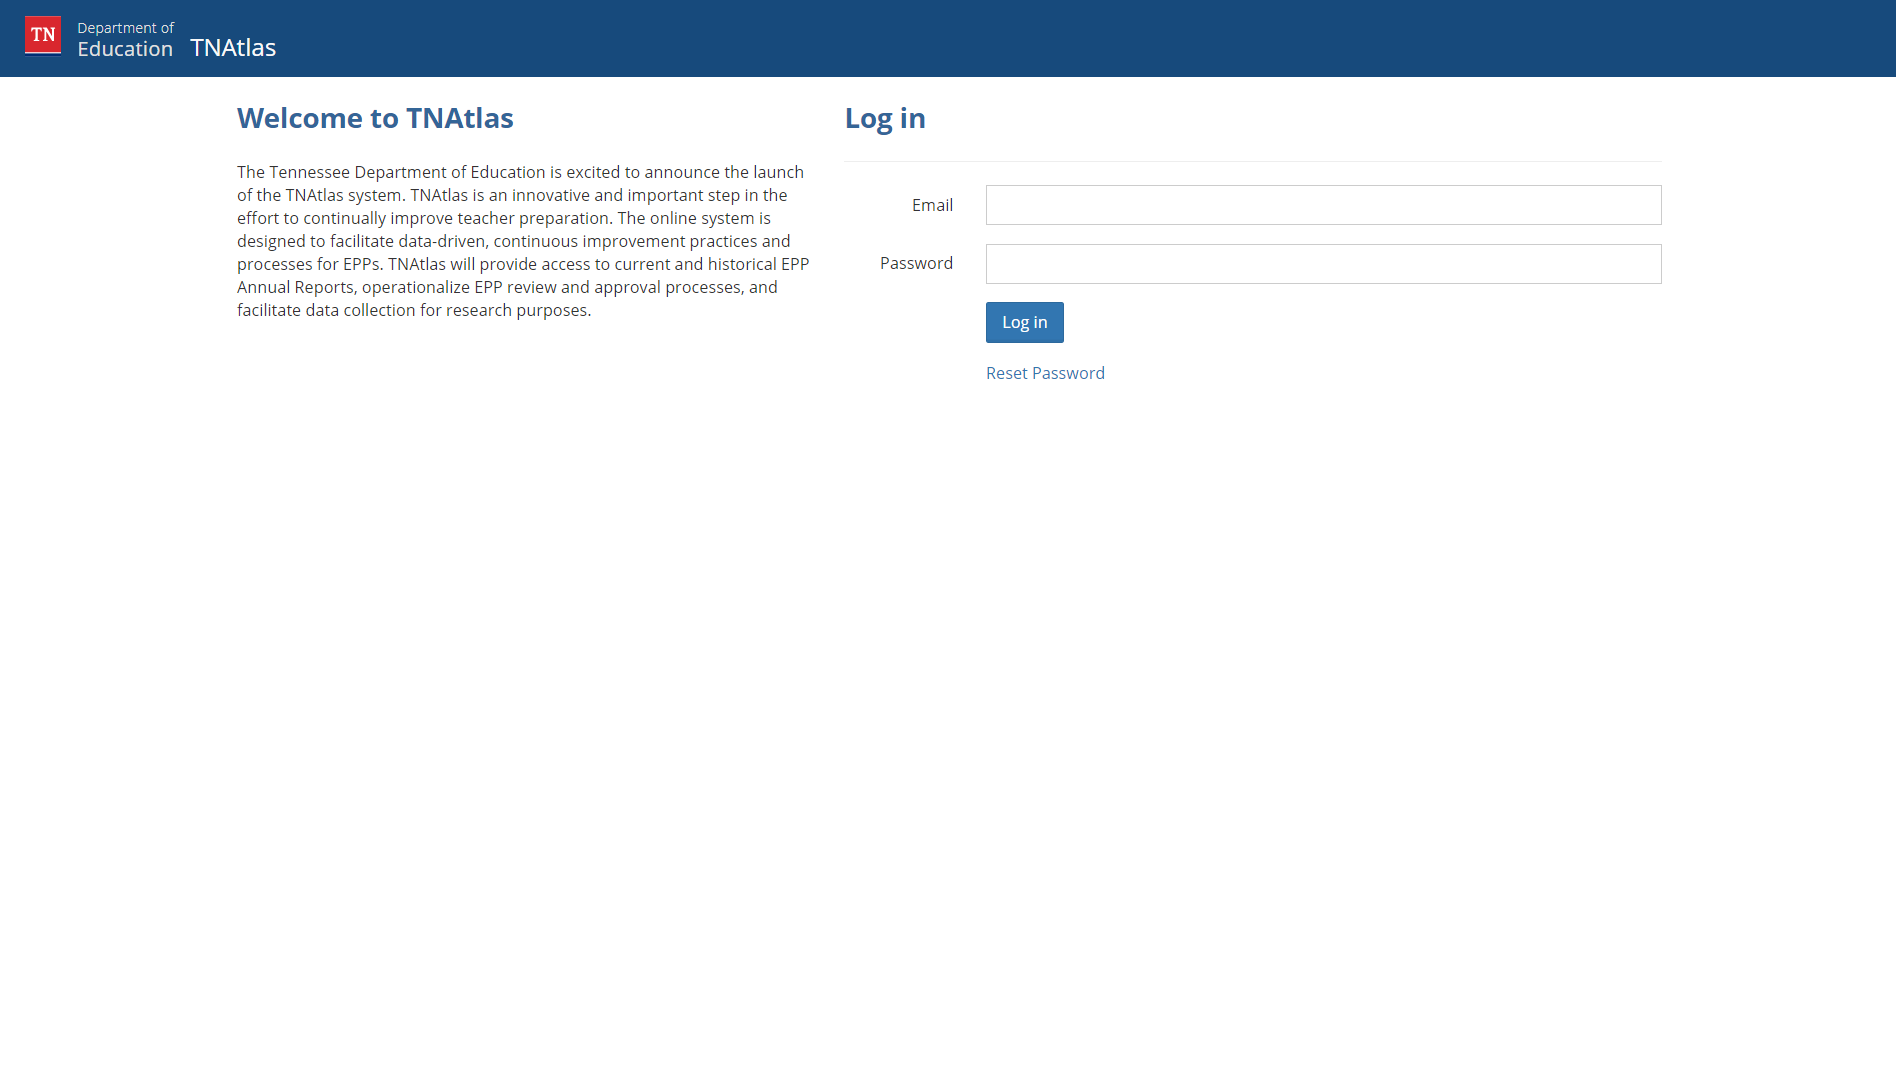 TN
Department of
Education
TNAtlas
Welcome to TNAtlas
The Tennessee Department of Education is excited to announce the launch
of the TNAtlas system. TNAtlas is an innovative and important step in the
effort to continually improve teacher preparation. The online system is
designed to facilitate data-driven, continuous improvement practices and
processes for EPPs. TNAtlas will provide access to current and historical EPP
Annual Reports, operationalize EPP review and approval processes, and
facilitate data collection for research purposes.
Log in
Email
Password
Log in
Reset Password